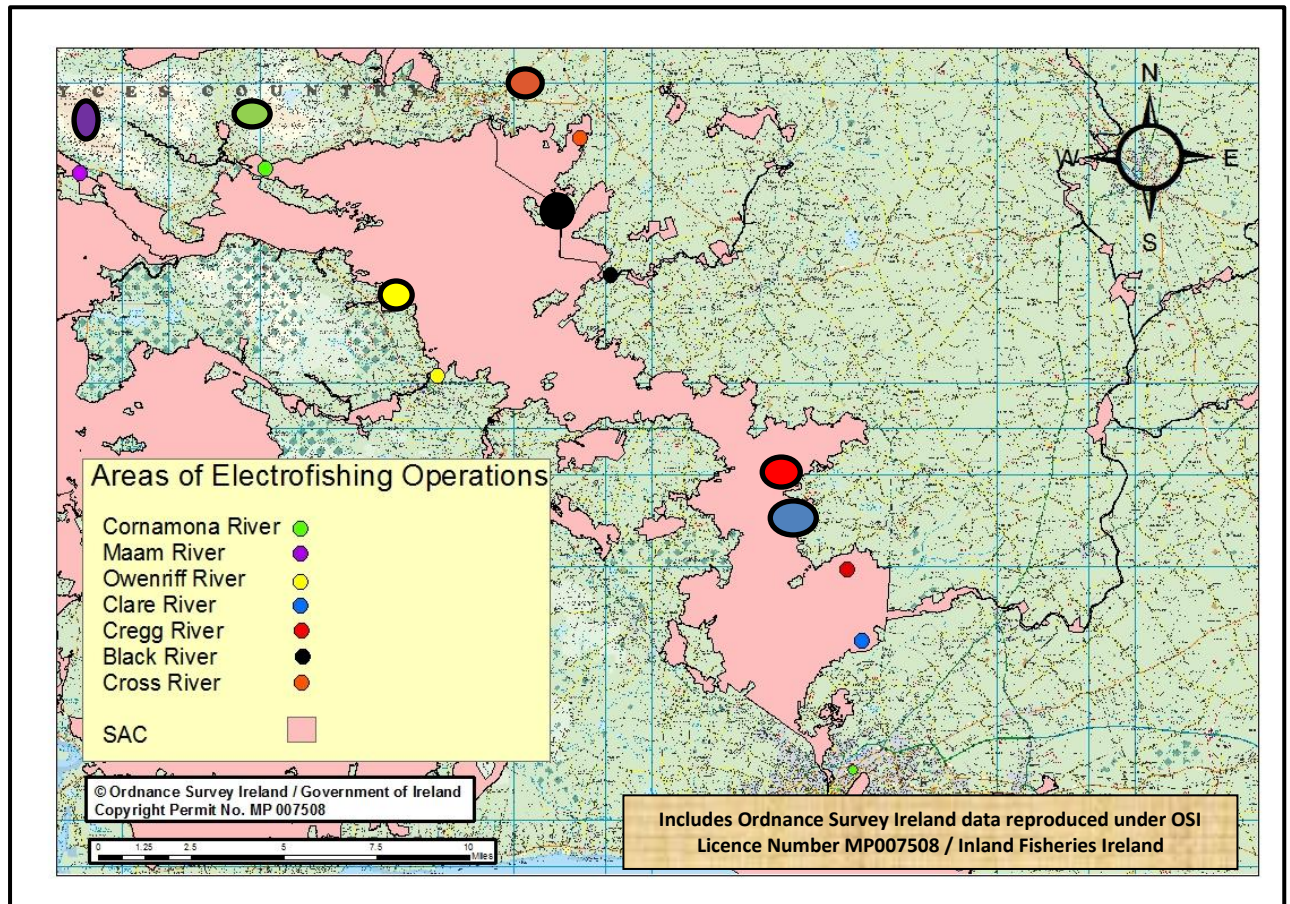 Y C E S C O U N T R Y
N
W
E
S
Areas of Electrofishing Operations
Cornamona River
Maam River
Owenriff River
Clare River
Cregg River
Black River
Cross River
SAC
© Ordnance Survey Ireland / Government of Ireland
Copyright Permit No. MP 007508
0 1.25 2.5 5 7.5 10
Miles
Includes Ordnance Survey Ireland data reproduced under OSI
Licence Number MP007508 / Inland Fisheries Ireland